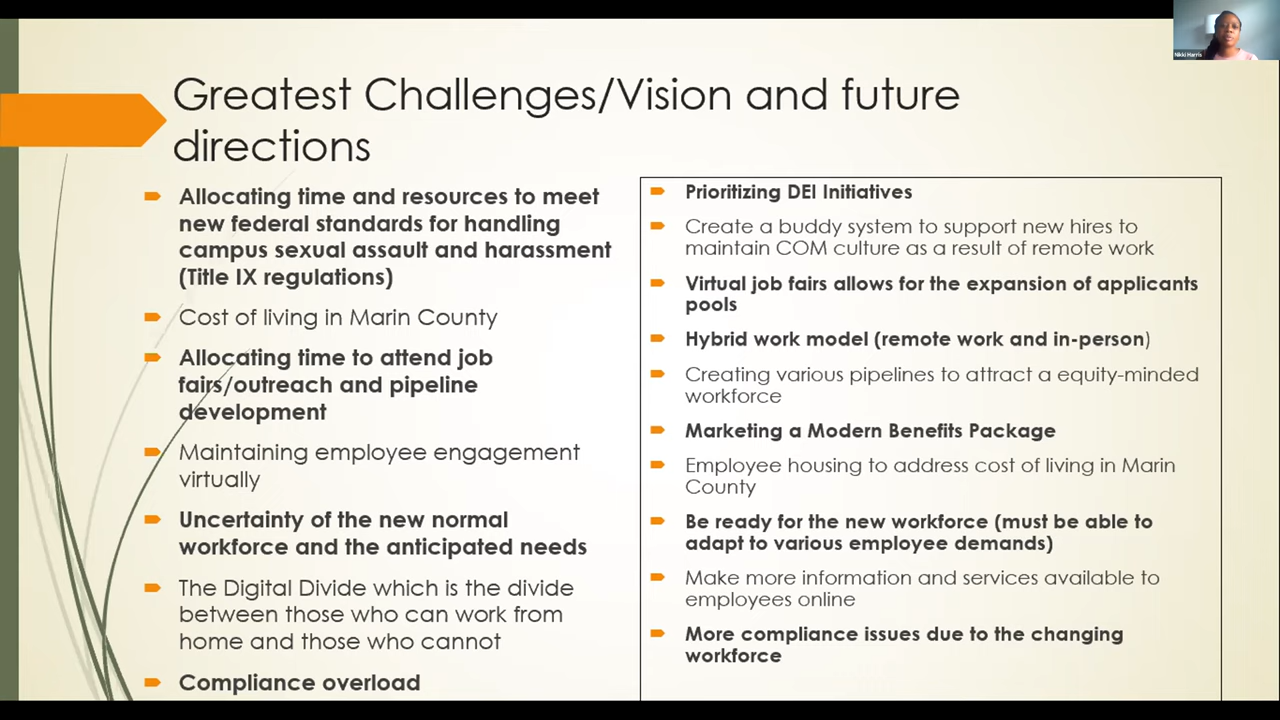 Nikki Harris
Greatest Challenges/Vision and future
directions
Allocating time and resources to meet
new federal standards for handling
campus sexual assault and harassment
(Title IX regulations)
Cost of living in Marin County
Allocating time to attend job
fairs/outreach and pipeline
development
Maintaining employee engagement
virtually
Uncertainty of the new normal
workforce and the anticipated needs
The Digital Divide which is the divide
between those who can work from
home and those who cannot
Compliance overload
Prioritizing DEI Initiatives
Create a buddy system to support new hires to
maintain COM culture as a result of remote work
Virtual job fairs allows for the expansion of applicants
pools
Hybrid work model (remote work and in-person)
Creating various pipelines to attract a equity-minded
workforce
Marketing a Modern Benefits Package
Employee housing to address cost of living in Marin
County
Be ready for the new workforce (must be able to
adapt to various employee demands)
Make more information and services available to
employees online
More compliance issues due to the changing
workforce